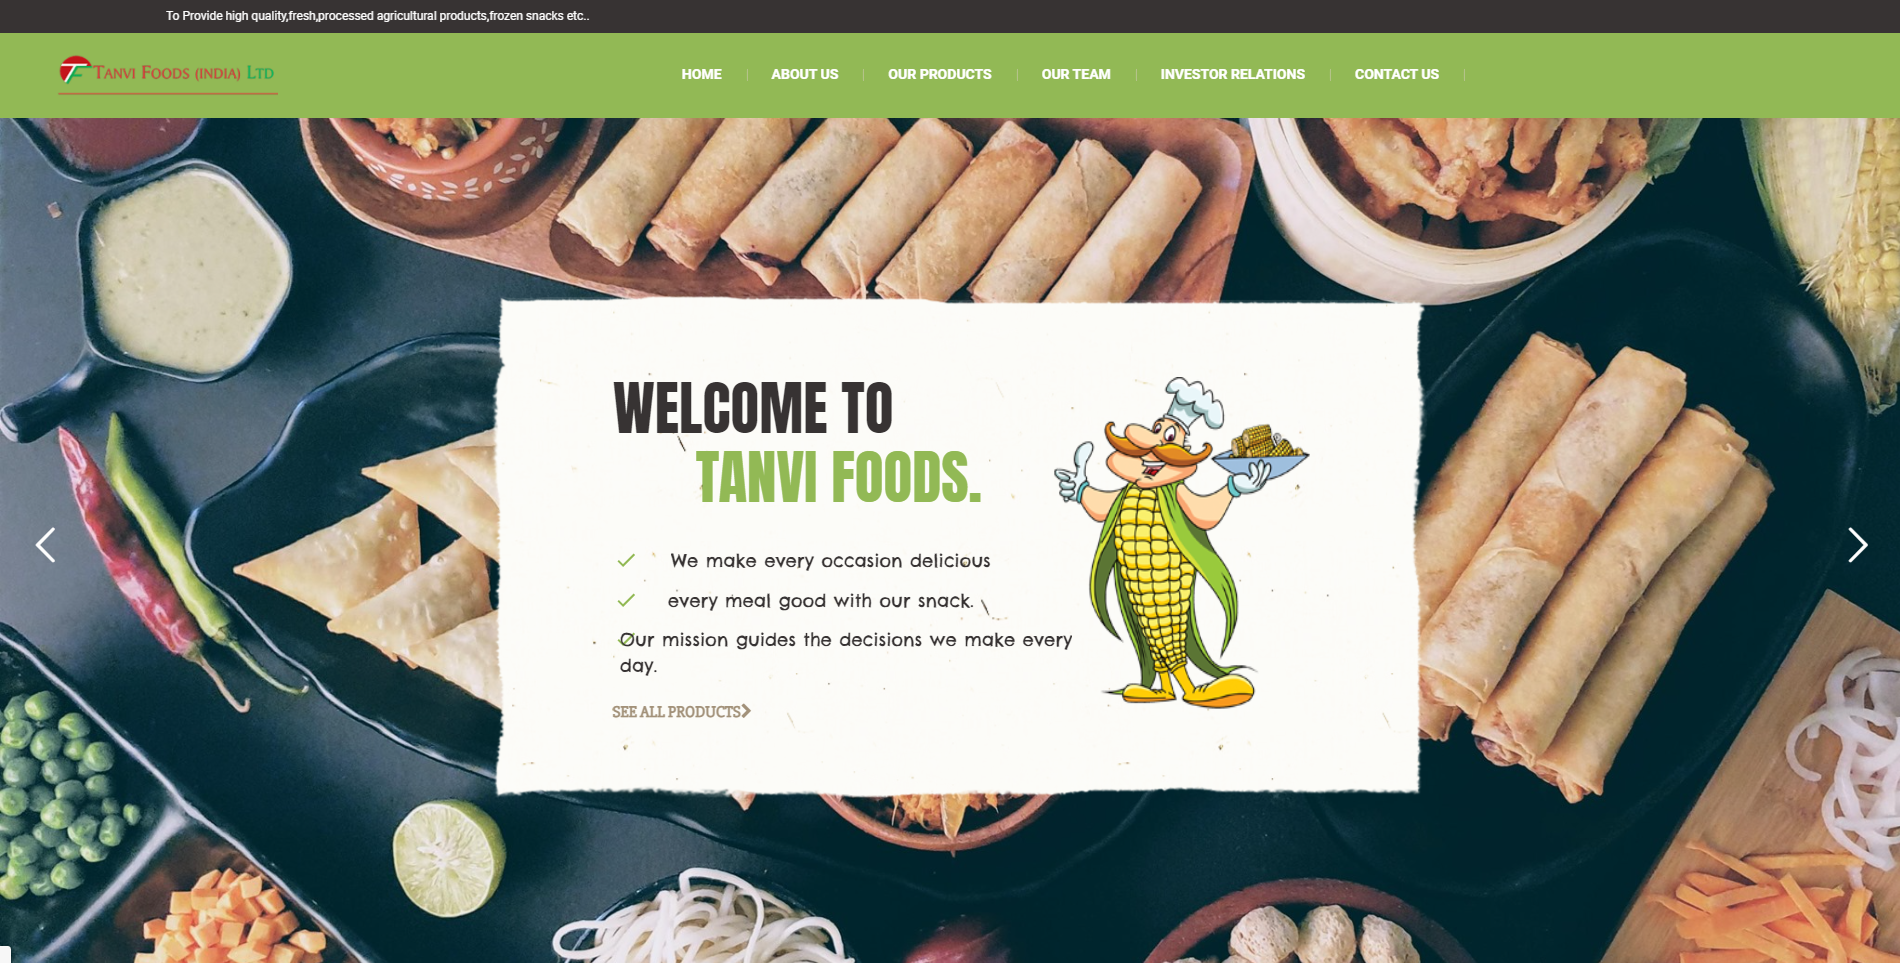 To Provide high quality,fresh,processed agricultural products,frozen snacks etc..
TF TANVI FOODS (INDIA) LTD
HOME
ABOUT US
OUR PRODUCTS
OUR TEAM
INVESTOR RELATIONS
CONTACT US
WELCOME TO
TANVI FOODS.
We make every occasion delicious
every meal good with our snack.
Our mission guides the decisions we make every
day.
SEE ALL PRODUCTS